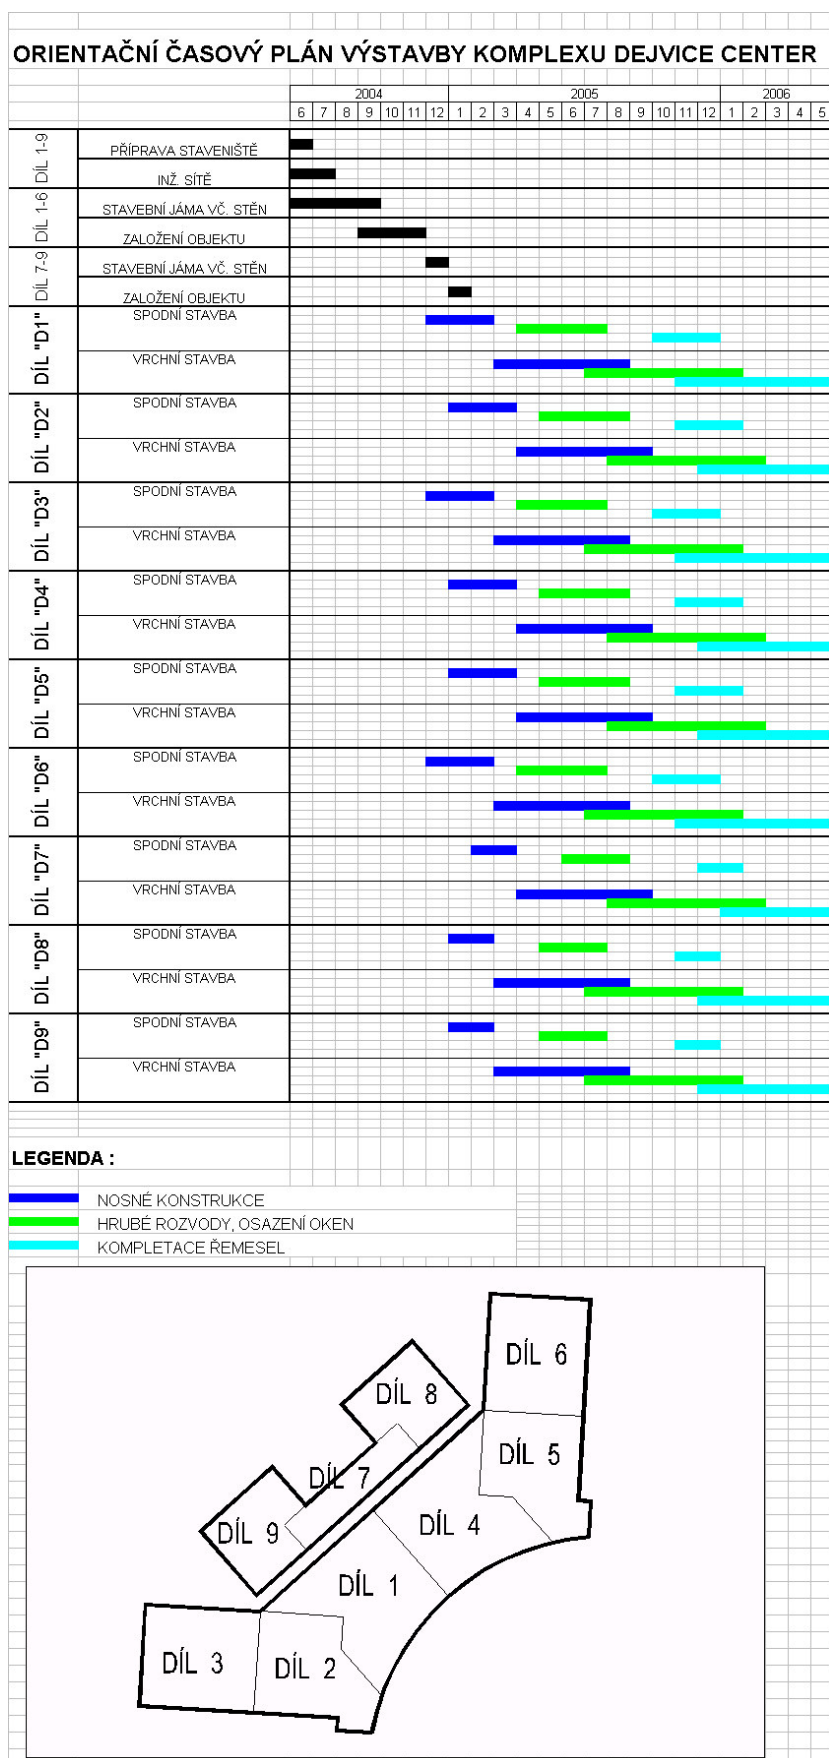 ORIENTAČNÍ ČASOVÝ PLÁN VÝSTAVBY KOMPLEXU DEJVICE CENTER
2004 2005 2006
6 7 8 9 10 11 12 1 2 3 4 5 6 7 8 9 10 11 12 1 2 3 4 5
DÍL 1-9
PŘÍPRAVA STAVENIŠTĚ
INŽ. SÍTĚ
DÍL 1-6
STAVEBNÍ JÁMA VČ. STĚN
ZALOŽENÍ OBJEKTU
DÍL 7-9
STAVEBNÍ JÁMA VČ. STĚN
ZALOŽENÍ OBJEKTU
DÍL "D1"
SPODNÍ STAVBA
VRCHNÍ STAVBA
DÍL "D2"
SPODNÍ STAVBA
VRCHNÍ STAVBA
DÍL "D3"
SPODNÍ STAVBA
VRCHNÍ STAVBA
DÍL "D4"
SPODNÍ STAVBA
VRCHNÍ STAVBA
DÍL "D5"
SPODNÍ STAVBA
VRCHNÍ STAVBA
DÍL "D6"
SPODNÍ STAVBA
VRCHNÍ STAVBA
DÍL "D7"
SPODNÍ STAVBA
VRCHNÍ STAVBA
DÍL "D8"
SPODNÍ STAVBA
VRCHNÍ STAVBA
DÍL "D9"
SPODNÍ STAVBA
VRCHNÍ STAVBA
LEGENDA :
NOSNÉ KONSTRUKCE
HRUBÉ ROZVODY, OSAZENÍ OKEN
KOMPLETACE ŘEMESEL
DÍL 6
DÍL 8
DÍL 5
DÍL 7
DÍL 4
DÍL 9
DÍL 1
DÍL 3
DÍL 2